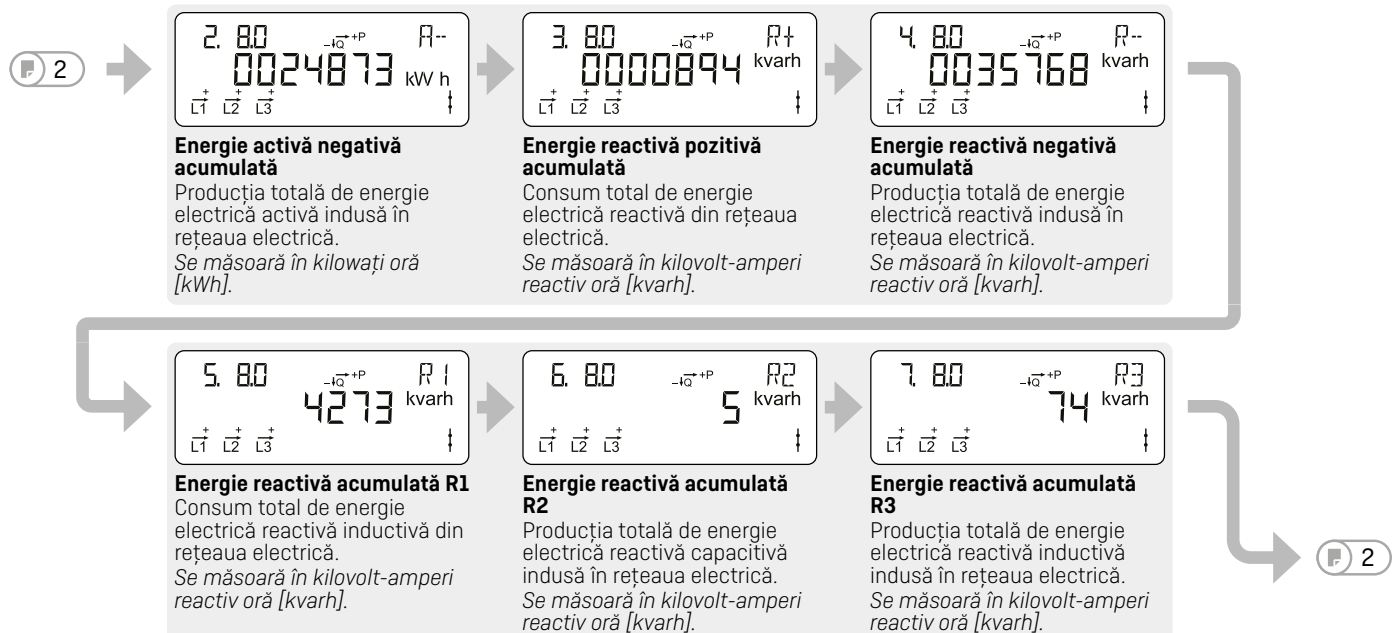 2
2. 8.0 -↓Q→+P A--
0024873 kW h
+ + +
L1 L2 L3
Energie activă negativă
acumulată
Producția totală de energie
electrică activă indusă în
rețeaua electrică.
Se măsoară în kilowați oră
[kWh].
3. 8.0 -↓Q→+P R+
0000894 kvarh
+ + +
L1 L2 L3
Energie reactivă pozitivă
acumulată
Consum total de energie
electrică reactivă din rețeaua
electrică.
Se măsoară în kilovolt-amperi
reactiv oră [kvarh].
4. 8.0 -↓Q→+P R--
0035768 kvarh
+ + +
L1 L2 L3
Energie reactivă negativă
acumulată
Producția totală de energie
electrică reactivă indusă în
rețeaua electrică.
Se măsoară în kilovolt-amperi
reactiv oră [kvarh].
5. 8.0 -↓Q→+P R1
4273 kvarh
+ + +
L1 L2 L3
Energie reactivă acumulată R1
Consum total de energie
electrică reactivă inductivă din
rețeaua electrică.
Se măsoară în kilovolt-amperi
reactiv oră [kvarh].
6. 8.0 -↓Q→+P R2
5 kvarh
+ + +
L1 L2 L3
Energie reactivă acumulată
R2
Producția totală de energie
electrică reactivă capacitivă
indusă în rețeaua electrică.
Se măsoară în kilovolt-amperi
reactiv oră [kvarh].
7. 8.0 -↓Q→+P R3
74 kvarh
+ + +
L1 L2 L3
Energie reactivă acumulată
R3
Producția totală de energie
electrică reactivă inductivă
indusă în rețeaua electrică.
Se măsoară în kilovolt-amperi
reactiv oră [kvarh].
2